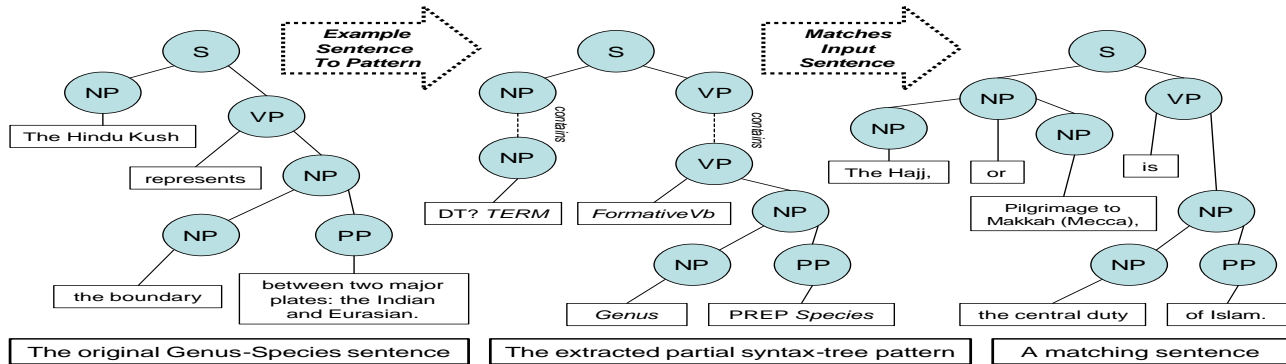 Example
Sentence
To Pattern
Matches
Input
Sentence
S
NP
The Hindu Kush
VP
represents
NP
NP
PP
the boundary
between two major
plates: the Indian
and Eurasian.
The original Genus-Species sentence
S
NP
VP
contains
contains
NP
VP
DT? TERM
FormativeVb
NP
NP
PP
Genus
PREP Species
The extracted partial syntax-tree pattern
S
NP
VP
NP
NP
The Hajj,
or
is
Pilgrimage to
Makkah (Mecca),
NP
NP
PP
the central duty
of Islam.
A matching sentence